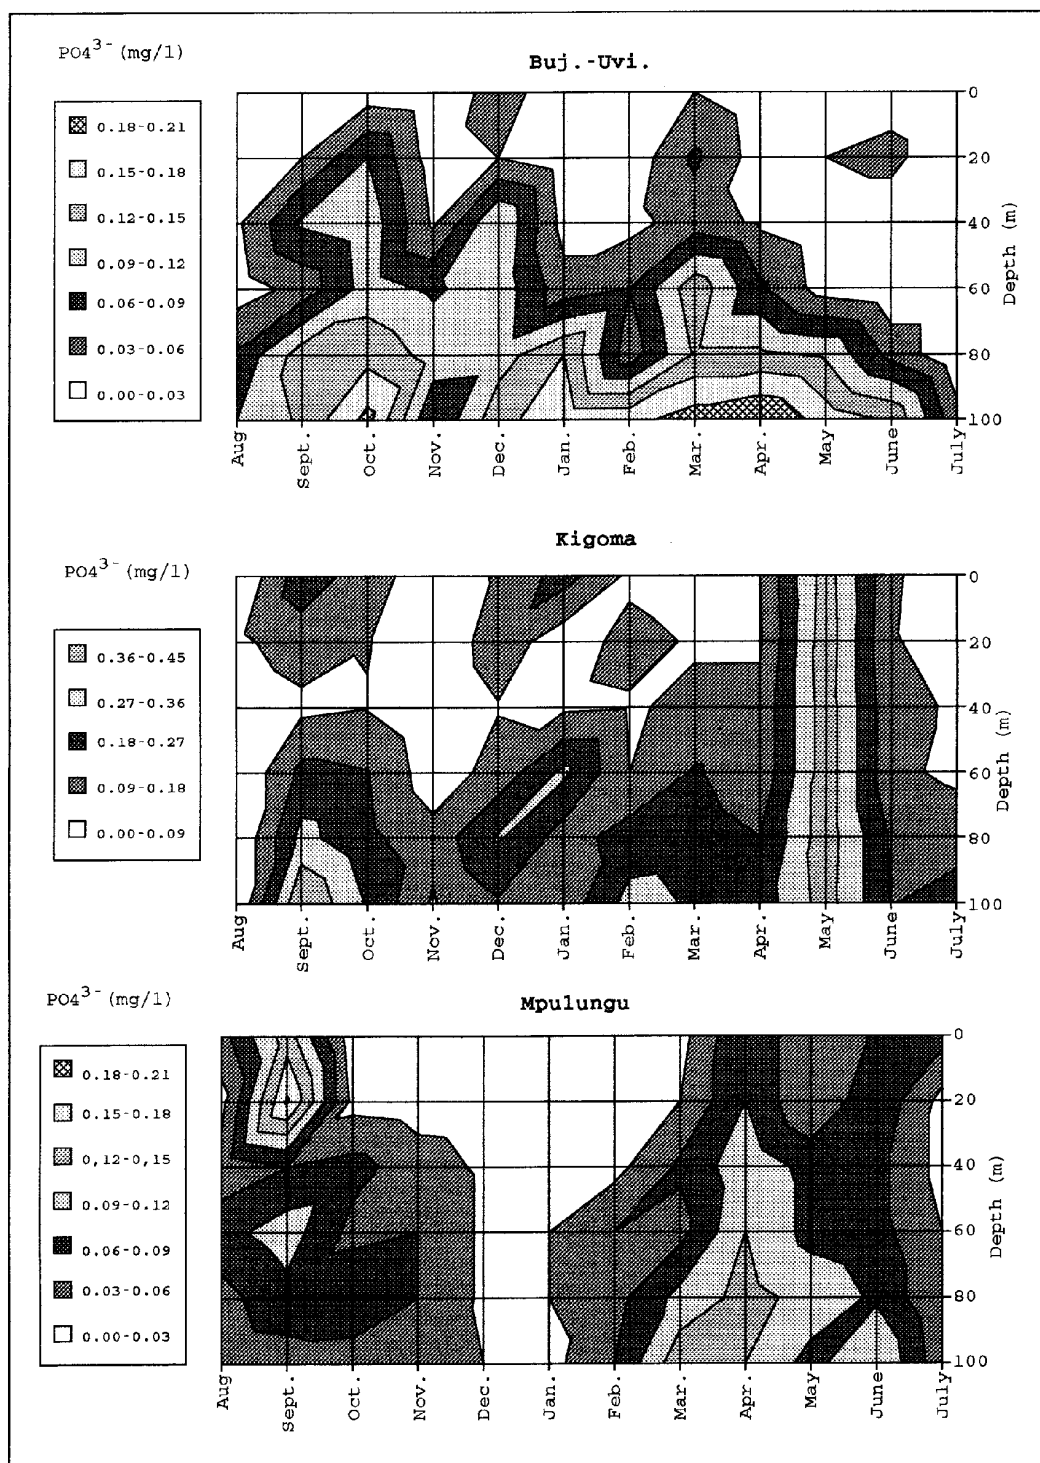 PO4³⁻(mg/l)
Buj.-Uvi.
0.18-0.21
0.15-0.18
0.12-0.15
0.09-0.12
0.06-0.09
0.03-0.06
0.00-0.03
0
20
40
60
80
100
Depth (m)
Aug
Sept.
Oct.
Nov.
Dec.
Jan.
Feb.
Mar.
Apr.
May
June
July
Kigoma
PO4³⁻(mg/l)
0.36-0.45
0.27-0.36
0.18-0.27
0.09-0.18
0.00-0.09
0
20
40
60
80
100
Depth (m)
Aug
Sept.
Oct.
Nov.
Dec.
Jan.
Feb.
Mar.
Apr.
May
June
July
PO4³⁻(mg/l)
Mpulungu
0.18-0.21
0.15-0.18
0,12-0,15
0.09-0.12
0.06-0.09
0.03-0.06
0.00-0.03
0
20
40
60
80
100
Depth (m)
Aug
Sept.
Oct.
Nov.
Dec.
Jan.
Feb.
Mar.
Apr.
May
June
July